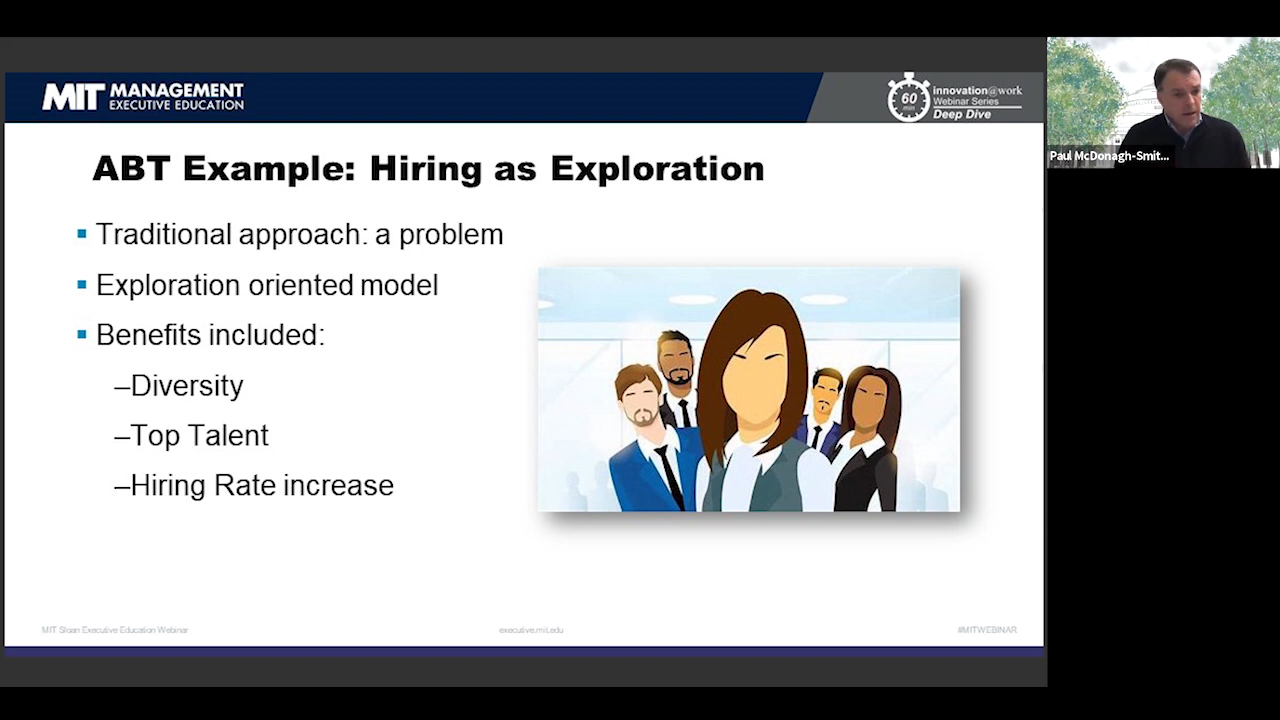 MIT MANAGEMENT
EXECUTIVE EDUCATION
60
min
innovation@work
Webinar Series
Deep Dive
Paul McDonagh-Smit...
ABT Example: Hiring as Exploration
Traditional approach: a problem
Exploration oriented model
Benefits included:
–Diversity
–Top Talent
–Hiring Rate increase
MIT Sloan Executive Education Webinar
executive.mit.edu
#MITWEBINAR